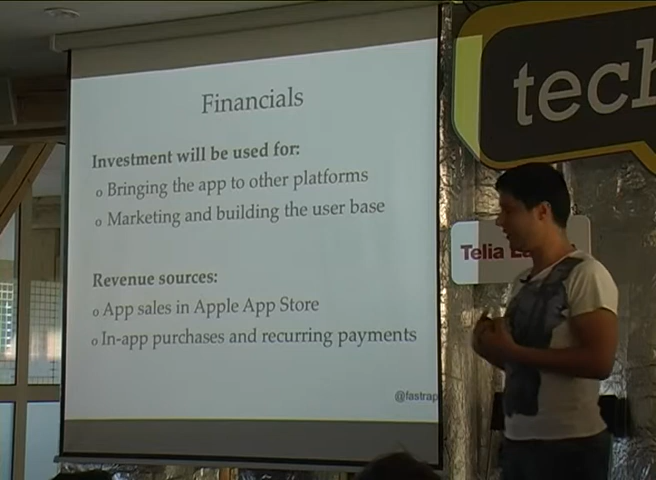 Financials
Investment will be used for:
o Bringing the app to other platforms
o Marketing and building the user base
Revenue sources:
o App sales in Apple App Store
o In-app purchases and recurring payments
@fastrap
tech
Telia